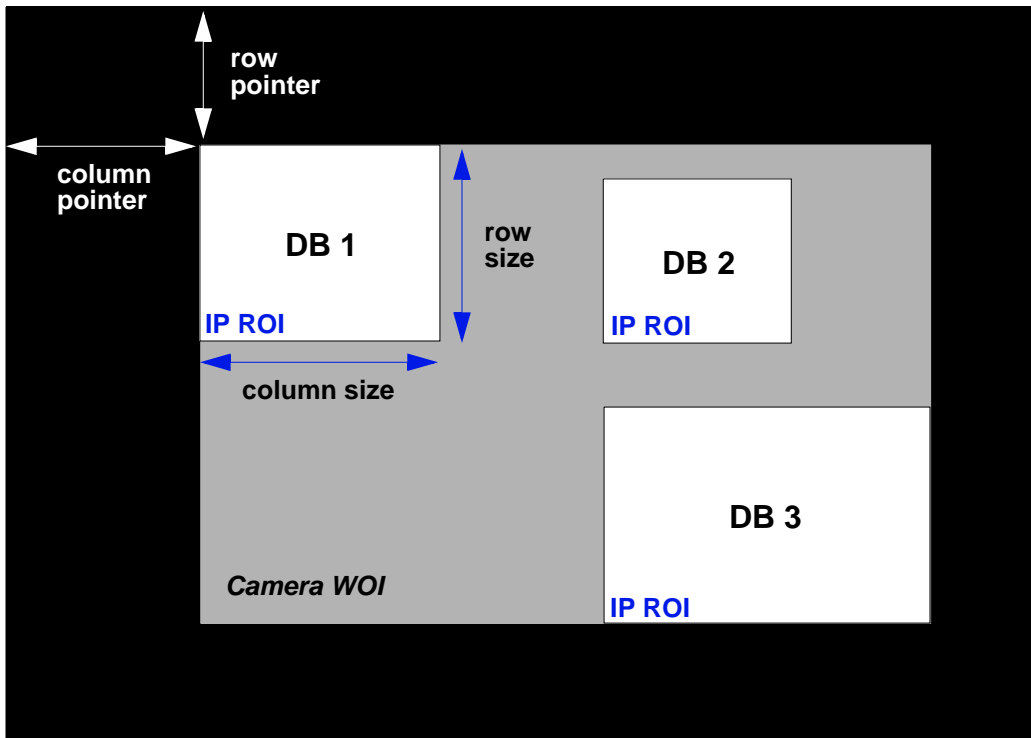 row
pointer
column
pointer
DB 1
row
size
DB 2
IP ROI
IP ROI
column size
DB 3
Camera WOI
IP ROI